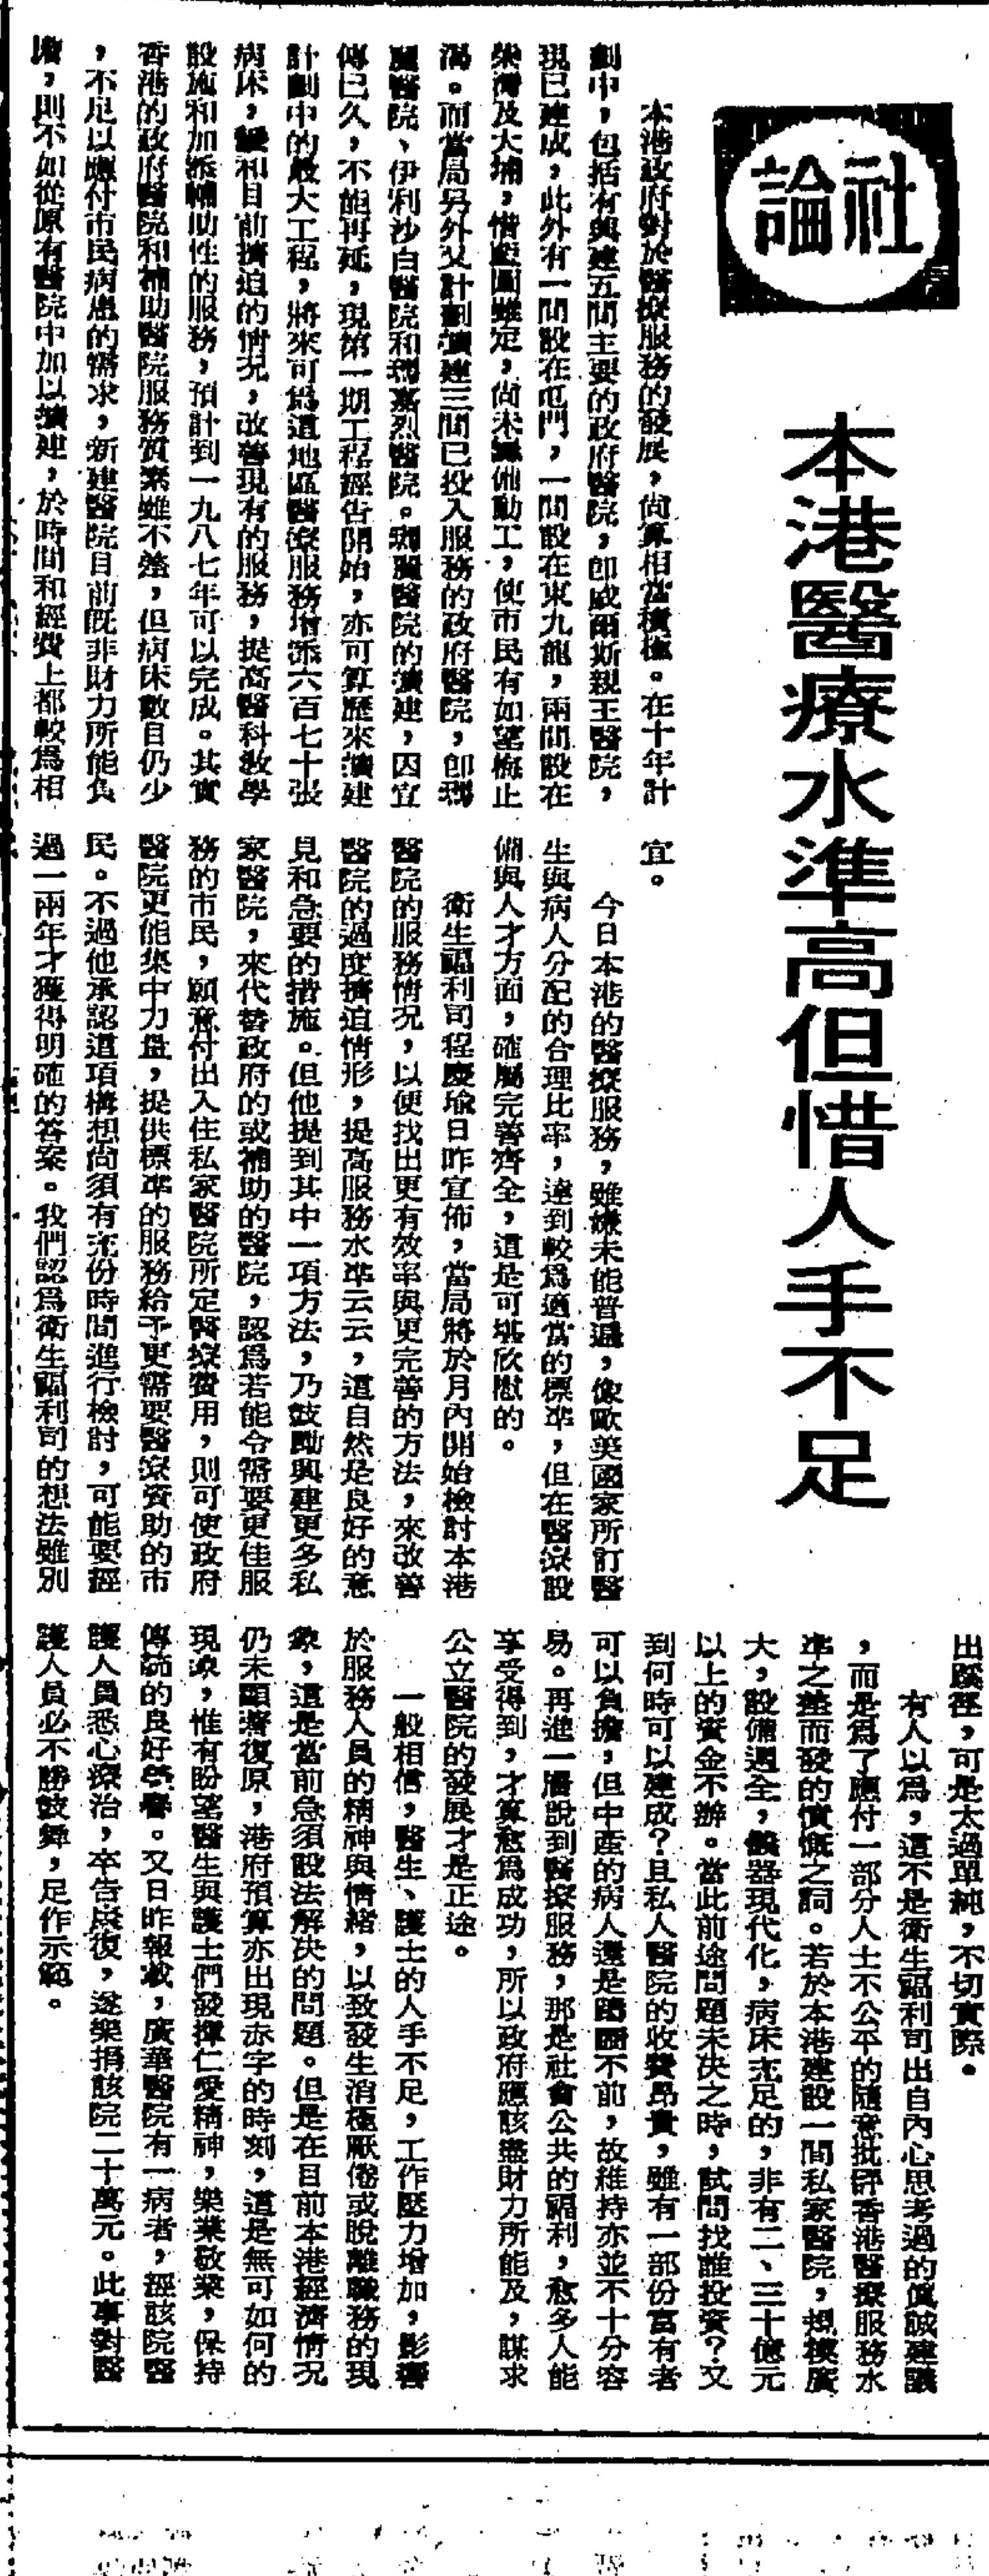 社論
本港醫療水準高但惜人手不足
本港政府對於醫療服務的發展，尚算相當積極。在十年計
劃中，包括有興建五間主要的政府醫院，卽威爾斯親王醫院，
現已建成，此外有一間設在屯門，一間設在東九龍，兩間設在
柴灣及大埔，惜藍圖雖定，尚未籌備動工，使市民有如望梅止
渴。而當局另外又計劃擴建三間已投入服務的政府醫院，卽瑪
麗醫院、伊利沙白醫院和瑪嘉烈醫院。瑪麗醫院的擴建，因宣
傳已久，不能再延，現第一期工程經告開始，亦可算歷來擴建
計劃中的最大工程，將來可爲這地區醫療服務增添六百七十張
病床，緩和目前擠迫的情况，改善現有的服務，提高醫科敎學
設施和加添輔助性的服務，預計到一九八七年可以完成。其實
香港的政府醫院和補助醫院服務質素雖不差，但病床數目仍少
，不足以應付市民病患的需求，新建醫院目前旣非財力所能負
擔，則不如從原有醫院中加以擴建，於時間和經費上都較爲相
宜。
今日本港的醫療服務，雖嫌未能普遍，像歐美國家所訂醫
生與病人分配的合理比率，達到較爲適當的標準，但在醫療設
備與人才方面，確屬完善齊全，這是可堪欣慰的。
衞生福利司程慶瑜日昨宣佈，當局將於月內開始檢討本港
醫院的服務情况，以便找出更有效率與更完善的方法，來改善
醫院的過度擠迫情形，提高服務水準云云，這自然是良好的意
見和急要的措施。但他提到其中一項方法，乃鼓勵興建更多私
家醫院，來代替政府的或補助的醫院，認爲若能令需要更佳服
務的市民，願意付出入住私家醫院所定醫療費用，則可使政府
醫院更能集中力量，提供標準的服務給予更需要醫療資助的市
民。不過他承認這項構想尚須有充份時間進行檢討，可能要經
過一兩年才獲得明確的答案。我們認爲衞生福利司的想法雖別
出蹊徑，可是太過單純，不切實際。
有人以爲，這不是衞生福利司出自內心思考過的眞誠建議
，而是爲了應付一部分人士不公平的隨意批評香港醫療服務水
準之差而發的憤慨之詞。若於本港建設一間私家醫院，規模廣
大，設備週全，儀器現代化，病床充足的，非有二、三十億元
以上的資金不辦。當此前途問題未決之時，試問找誰投資？又
到何時可以建成？且私人醫院的收費昂貴，雖有一部份富有者
可以負擔，但中產的病人還是躊躇不前，故維持亦並不十分容
易。再進一層說到醫療服務，那是社會公共的福利，愈多人能
享受得到，才算愈爲成功，所以政府應該盡財力所能及，謀求
公立醫院的發展才是正途。
一般相信，醫生、護士的人手不足，工作壓力增加，影響
於服務人員的精神與情緒，以致發生消極厭倦或脫離職務的現
象，這是當前急須設法解決的問題。但是在目前本港經濟情況
仍未顯著復原，港府預算亦出現赤字的時刻，這是無可如何的
現象，惟有盼望醫生與護士們發揮仁愛精神，樂業敬業，保持
傳統的良好榮譽。又日昨報載，廣華醫院有一病者，經該院醫
護人員悉心療治，卒告康復，遂樂捐該院二十萬元。此事對醫
護人員必不勝鼓舞，足作示範。